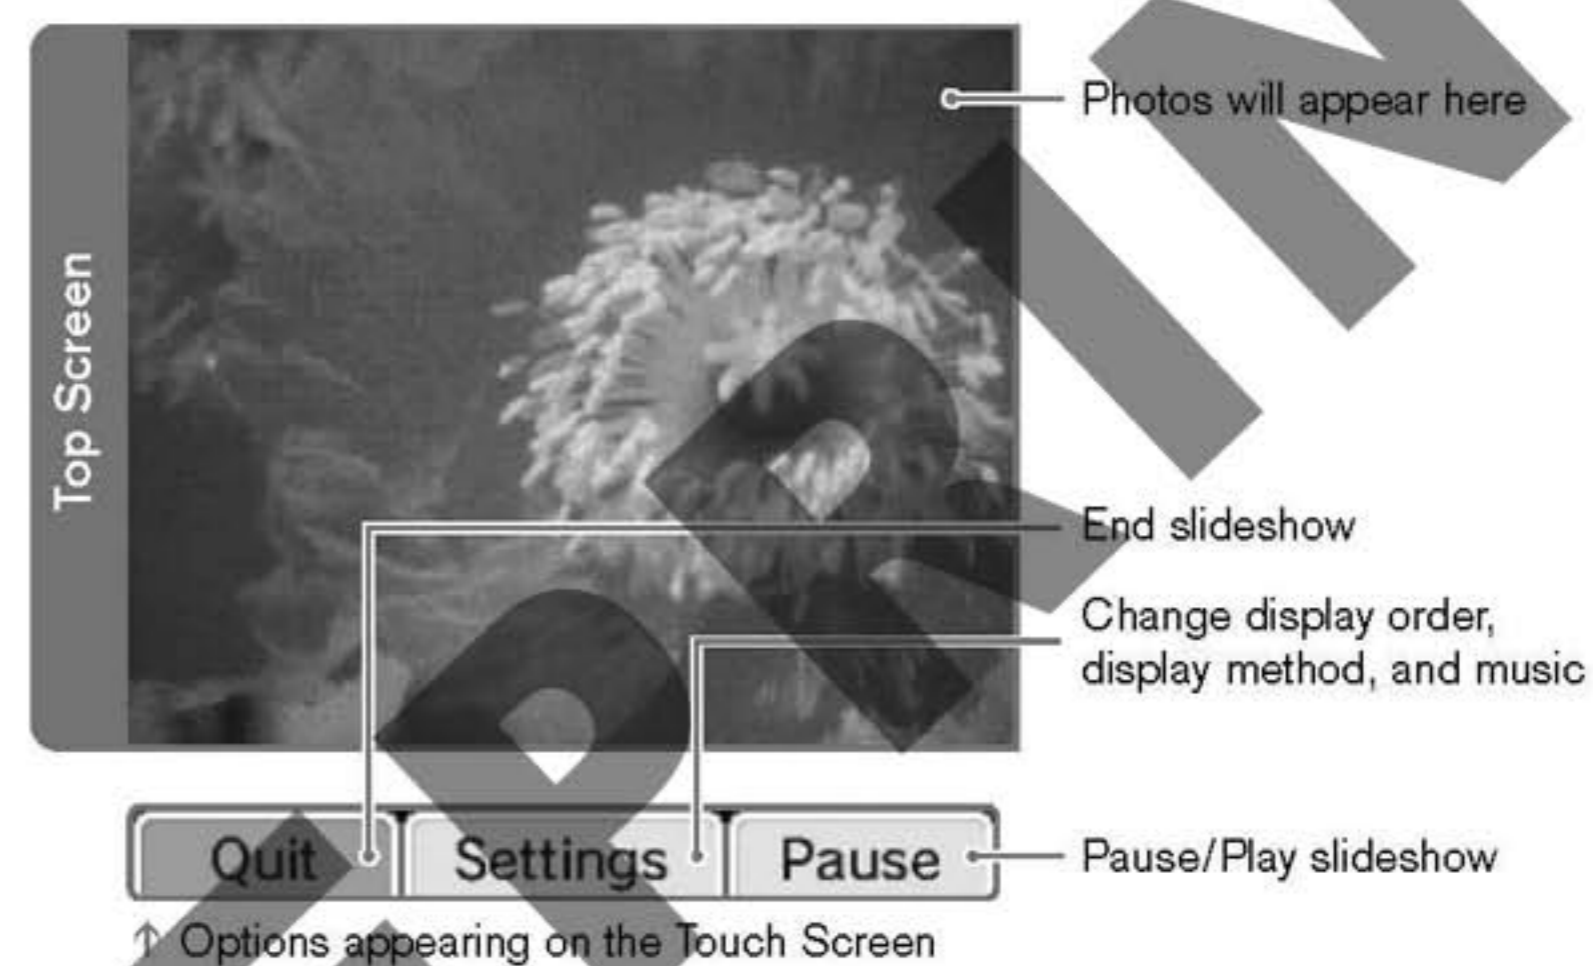 Top Screen
Photos will appear here
End slideshow
Change display order,
display method, and music
Quit
Settings
Pause
Pause/Play slideshow
↑ Options appearing on the Touch Screen